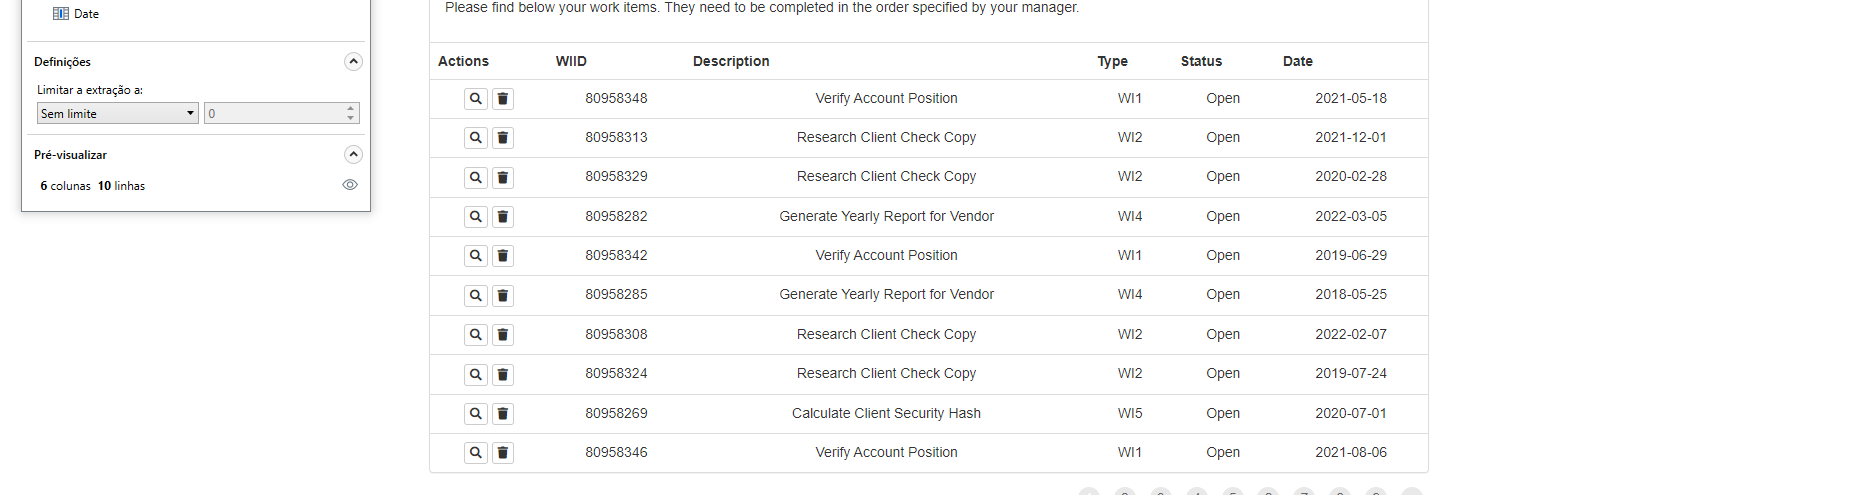 Date
Definições
Limitar a extração a:
Sem limite 0
Pré-visualizar
6 colunas 10 linhas
Please find below your work items. They need to be completed in the order specified by your manager.
Actions WIID Description Type Status Date
80958348 Verify Account Position WI1 Open 2021-05-18
80958313 Research Client Check Copy WI2 Open 2021-12-01
80958329 Research Client Check Copy WI2 Open 2020-02-28
80958282 Generate Yearly Report for Vendor WI4 Open 2022-03-05
80958342 Verify Account Position WI1 Open 2019-06-29
80958285 Generate Yearly Report for Vendor WI4 Open 2018-05-25
80958308 Research Client Check Copy WI2 Open 2022-02-07
80958324 Research Client Check Copy WI2 Open 2019-07-24
80958269 Calculate Client Security Hash WI5 Open 2020-07-01
80958346 Verify Account Position WI1 Open 2021-08-06